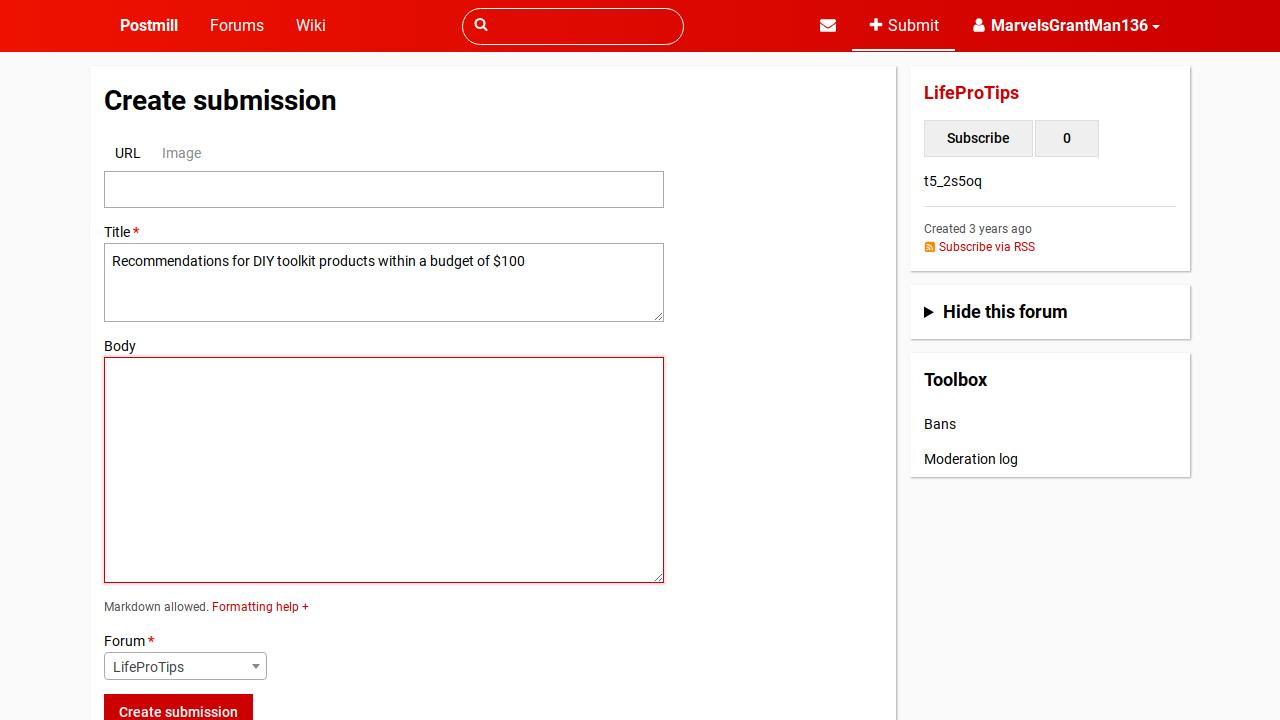 Postmill Forums Wiki Submit MarvelsGrantMan136
Create submission
URL Image
Title *
Recommendations for DIY toolkit products within a budget of $100
Body
Markdown allowed. Formatting help +
Forum *
LifeProTips
Create submission
LifeProTips
Subscribe 0
t5_2s5oq
Created 3 years ago
Subscribe via RSS
Hide this forum
Toolbox
Bans
Moderation log